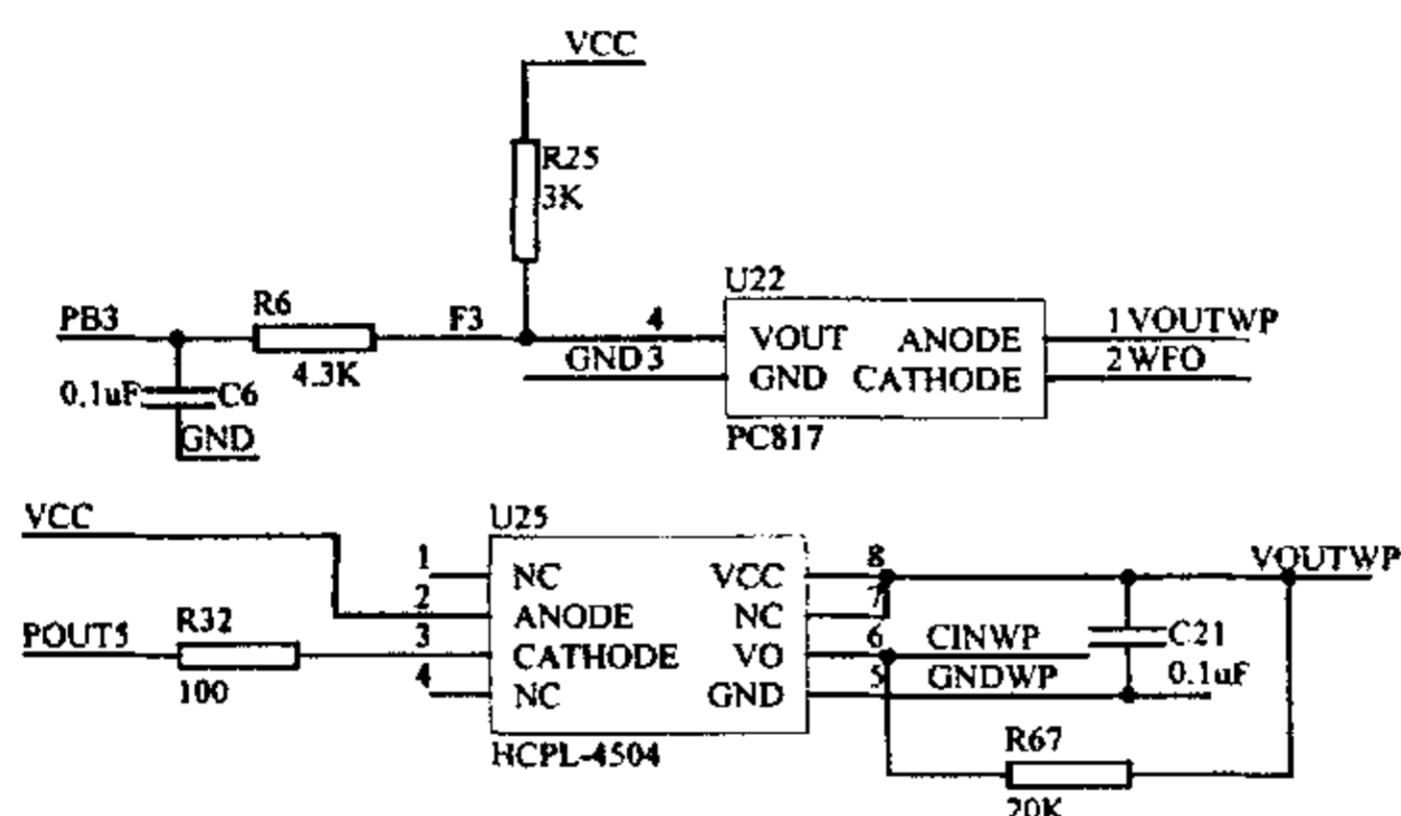 VCC
R25
3K
U22
PB3 R6 F3 4 VOUT ANODE 1 VOUTWP
4.3K GND 3 GND CATHODE 2 WFO
0.1uF C6
GND
PC817
VCC U25
1 NC VCC 8 VOUTWP
2 ANODE NC 7
POUT5 R32 3 CATHODE VO 6 CINWP C21
100 4 NC GND 5 GNDWP 0.1uF
HCPL-4504 R67
20K